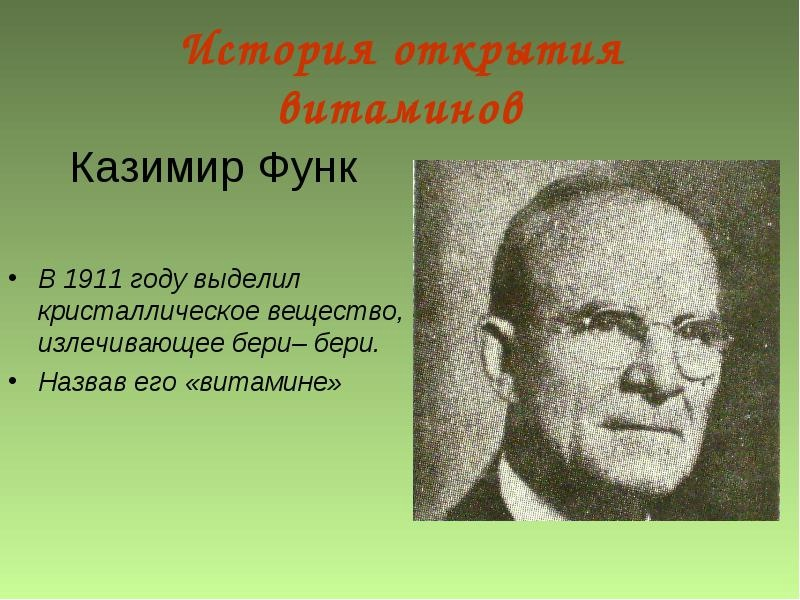 История открытия
витаминов
Казимир Функ
• В 1911 году выделил
кристаллическое вещество,
излечивающее бери– бери.
• Назвав его «витамине»